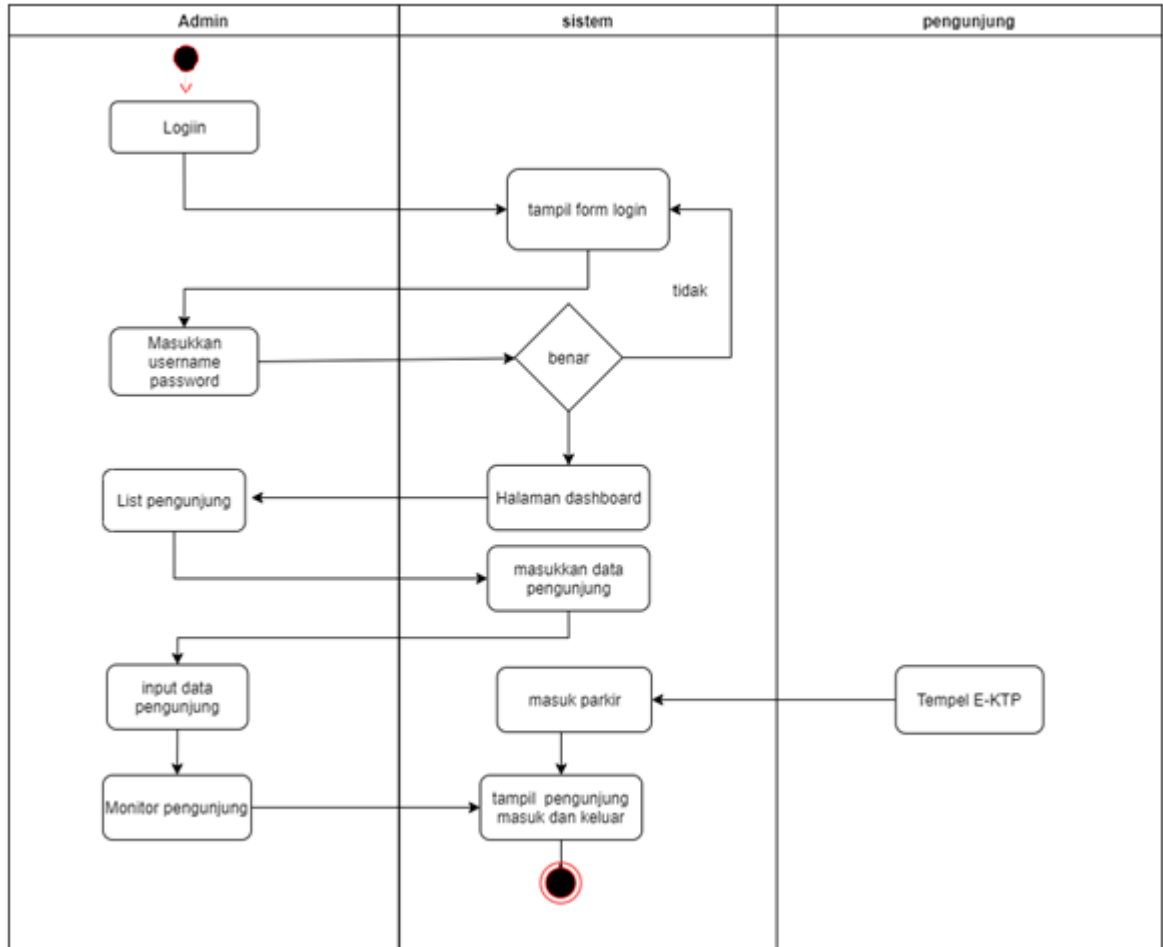 Admin
sistem
pengunjung
Logiin
tampil form login
tidak
Masukkan
username
password
benar
List pengunjung
Halaman dashboard
masukkan data
pengunjung
input data
pengunjung
masuk parkir
Tempel E-KTP
Monitor pengunjung
tampil pengunjung
masuk dan keluar